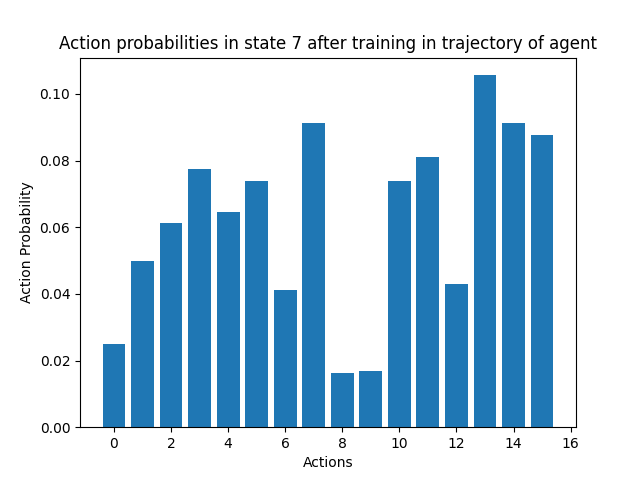 Action probabilities in state 7 after training in trajectory of agent
0.10
0.08
0.06
0.04
0.02
0.00
Action Probability
0 2 4 6 8 10 12 14 16
Actions